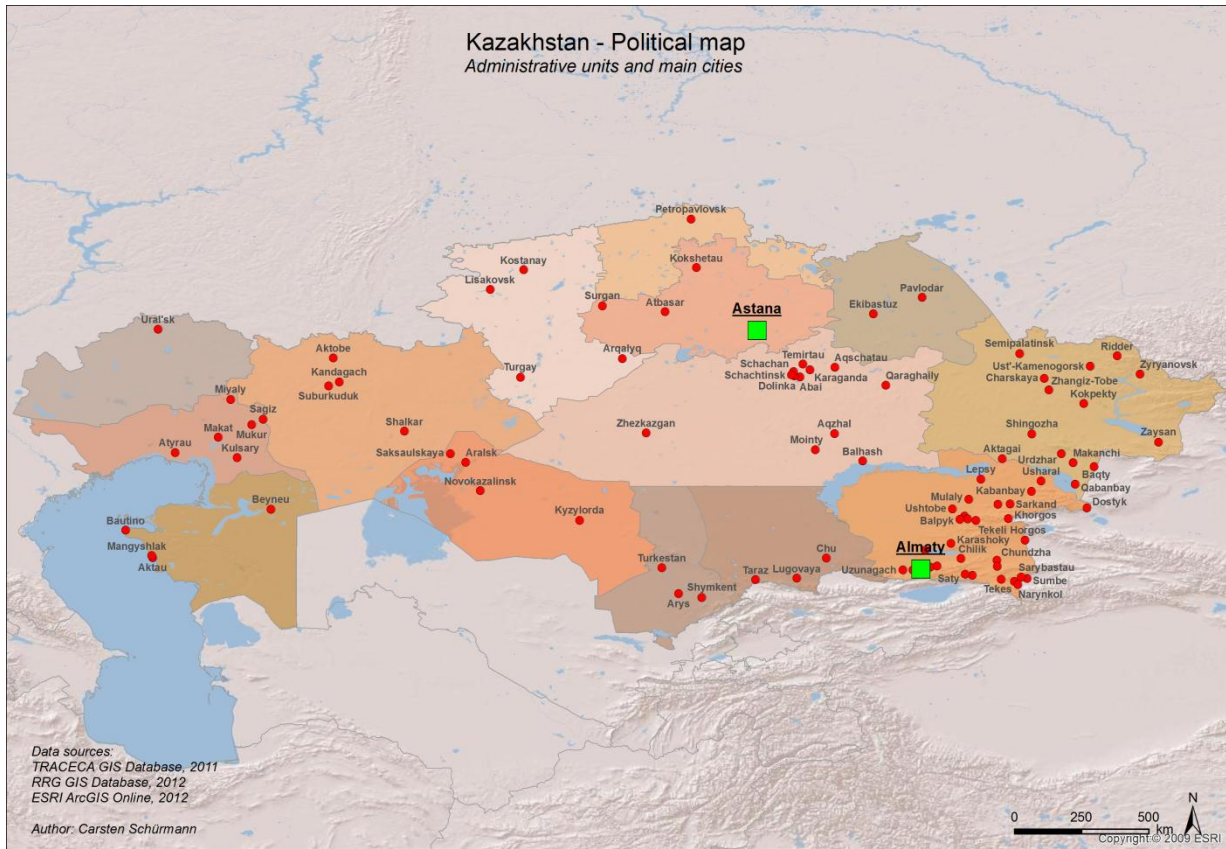 Kazakhstan - Political map
Administrative units and main cities
Petropavlovsk
Kostanay
Kokshetau
Lisakovsk
Pavlodar
Surgan
Atbasar
Astana
Ekibastuz
Ural'sk
Aktobe
Arqalyq
Temirtau
Aqschatau
Semipalatinsk
Ridder
Schachan
Ust'-Kamenogorsk
Zyryanovsk
Kandagach
Turgay
Schachtinsk
Karaganda
Charskaya
Suburkuduk
Dolinka
Abai
Qaraghaily
Zhangiz-Tobe
Miyaly
Kokpekty
Sagiz
Makat
Mukur
Shalkar
Zhezkazgan
Aqzhal
Shingozha
Atyrau
Kulsary
Saksaulskaya
Aralsk
Mointy
Balhash
Aktagai
Urdzhar
Makanchi
Zaysan
Novokazalinsk
Lepsy
Usharal
Baqty
Qabanbay
Beyneu
Mulaly
Kabanbay
Sarkand
Dostyk
Bautino
Kyzylorda
Ushtobe
Balpyk
Khorgos
Tekeli
Horgos
Mangyshlak
Aktau
Almaty
Karashoky
Chu
Chilik
Chundzha
Turkestan
Taraz
Lugovaya
Uzunagach
Saty
Sarybastau
Sumbe
Arys
Shymkent
Tekes
Narynkol
Data sources:
TRACECA GIS Database, 2011
RRG GIS Database, 2012
ESRI ArcGIS Online, 2012
Author: Carsten Schürmann
N
0 250 500
km
Copyright:© 2009 ESRI